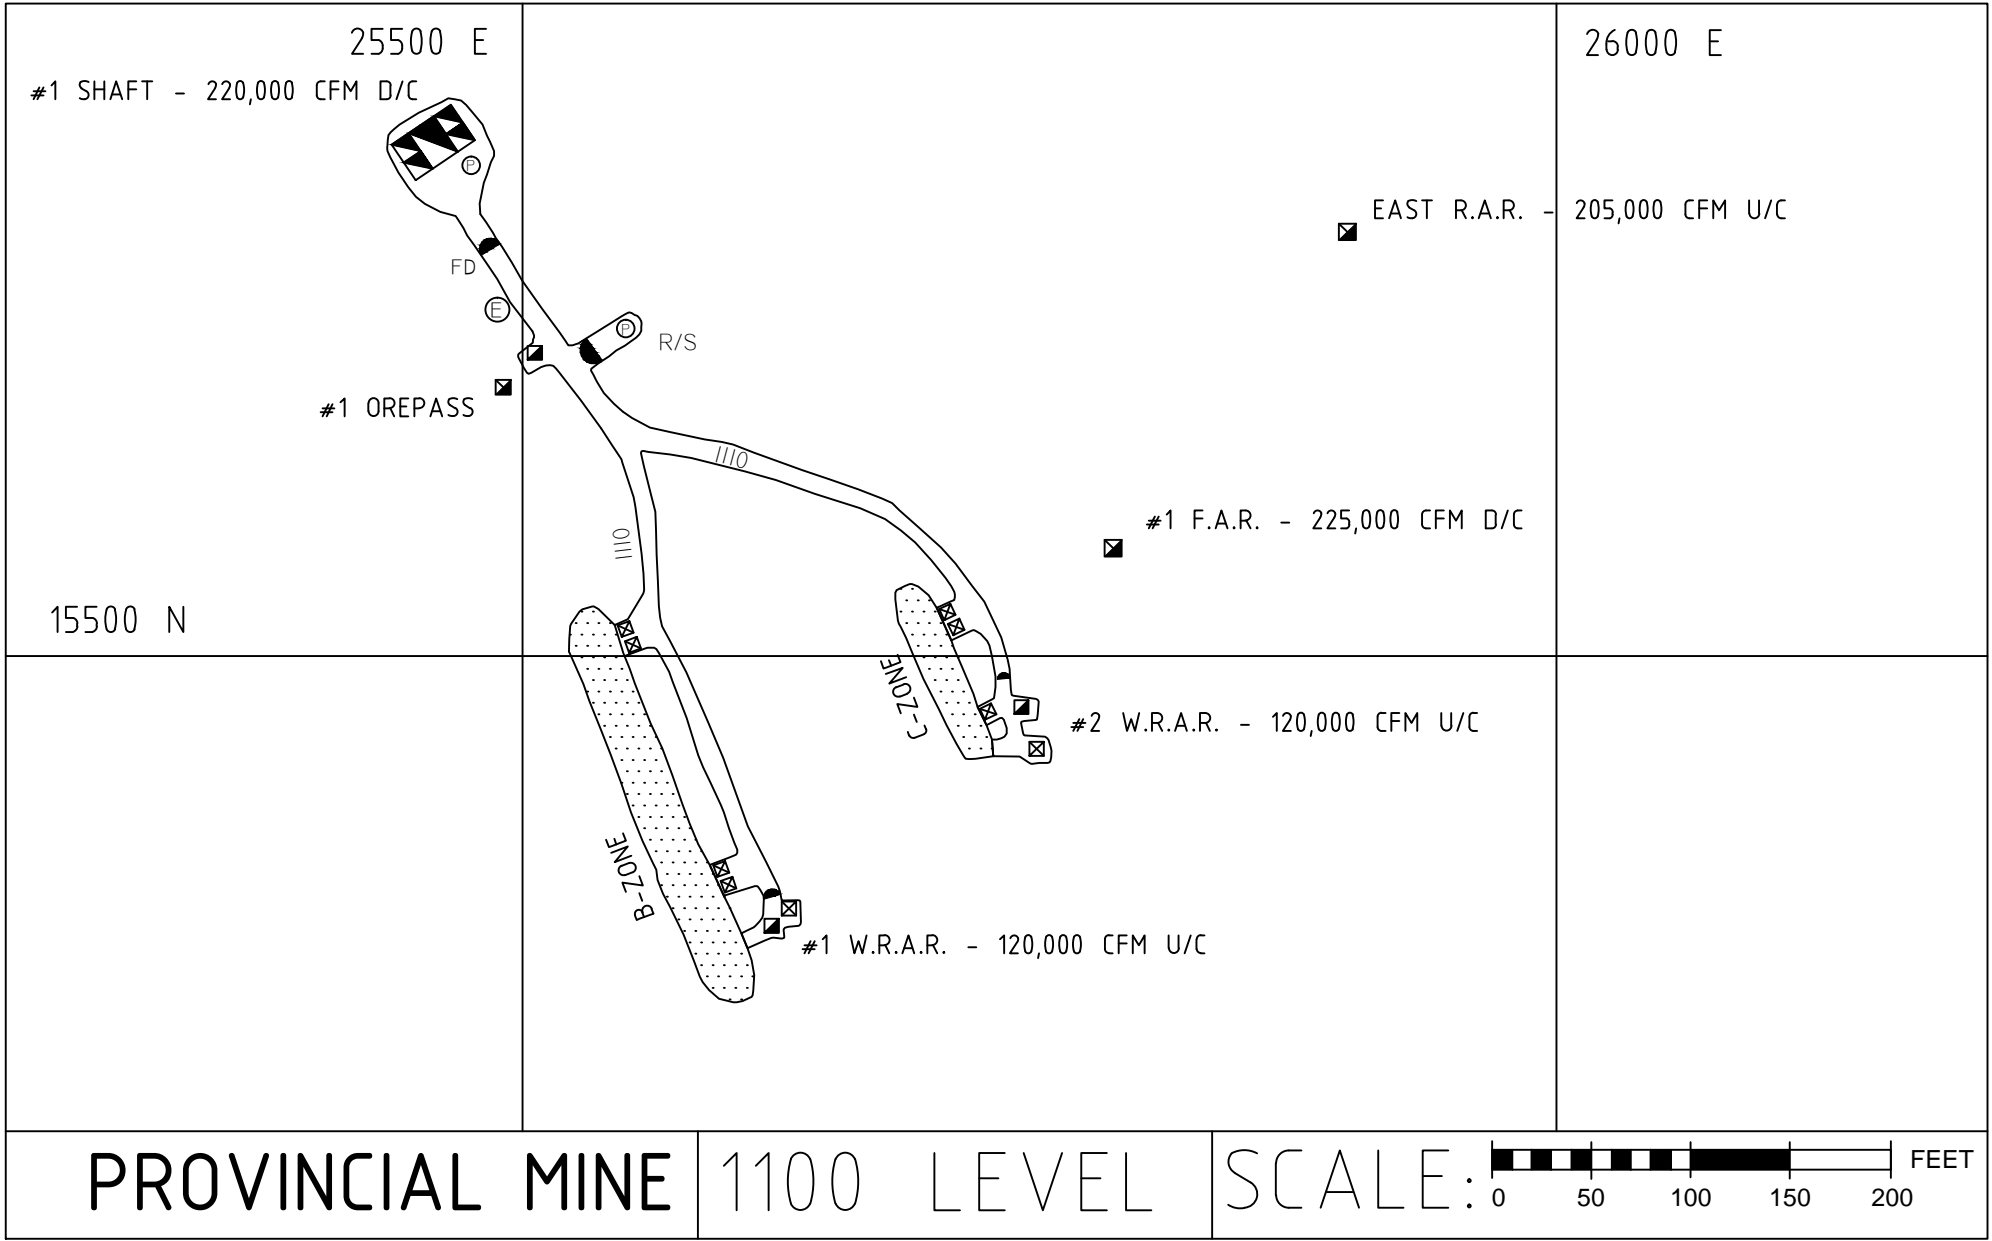 25500 E
26000 E
#1 SHAFT - 220,000 CFM D/C
P
EAST R.A.R. - 205,000 CFM U/C
FD
E
P
R/S
#1 OREPASS
1110
#1 F.A.R. - 225,000 CFM D/C
1110
15500 N
C-ZONE
#2 W.R.A.R. - 120,000 CFM U/C
B-ZONE
#1 W.R.A.R. - 120,000 CFM U/C
PROVINCIAL MINE
1100 LEVEL
SCALE:
FEET
0 50 100 150 200